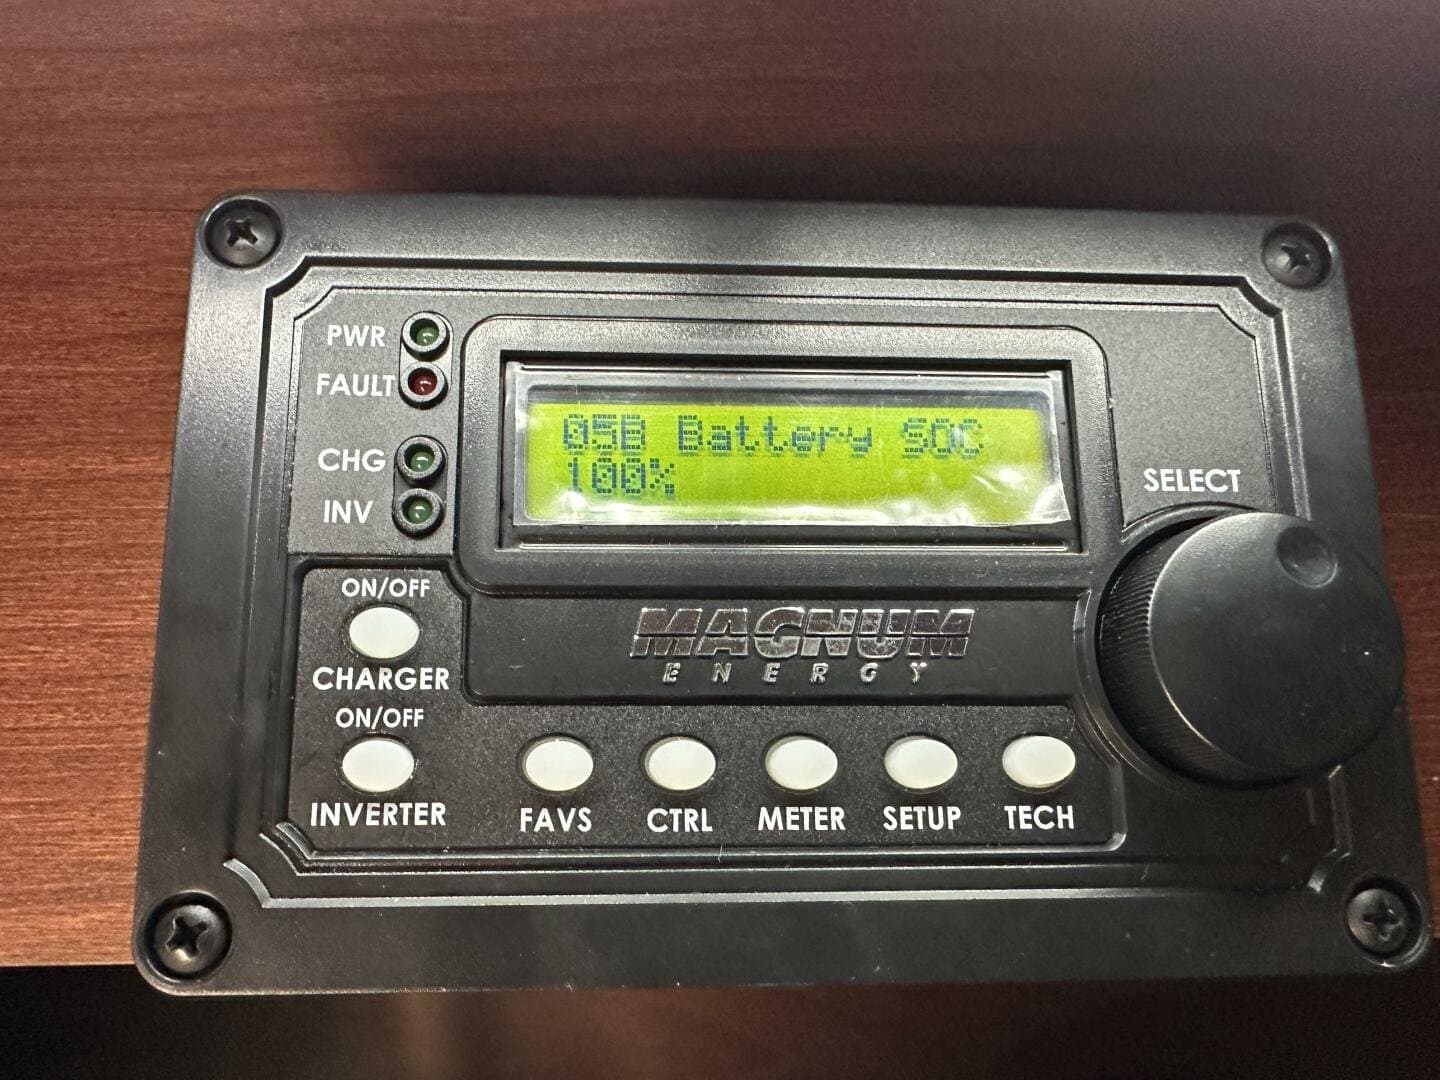 PWR
FAULT
CHG
INV
05B Battery SOC
100%
SELECT
ON/OFF
CHARGER
ON/OFF
INVERTER
MAGNUM
ENERGY
FAVS
CTRL
METER
SETUP
TECH